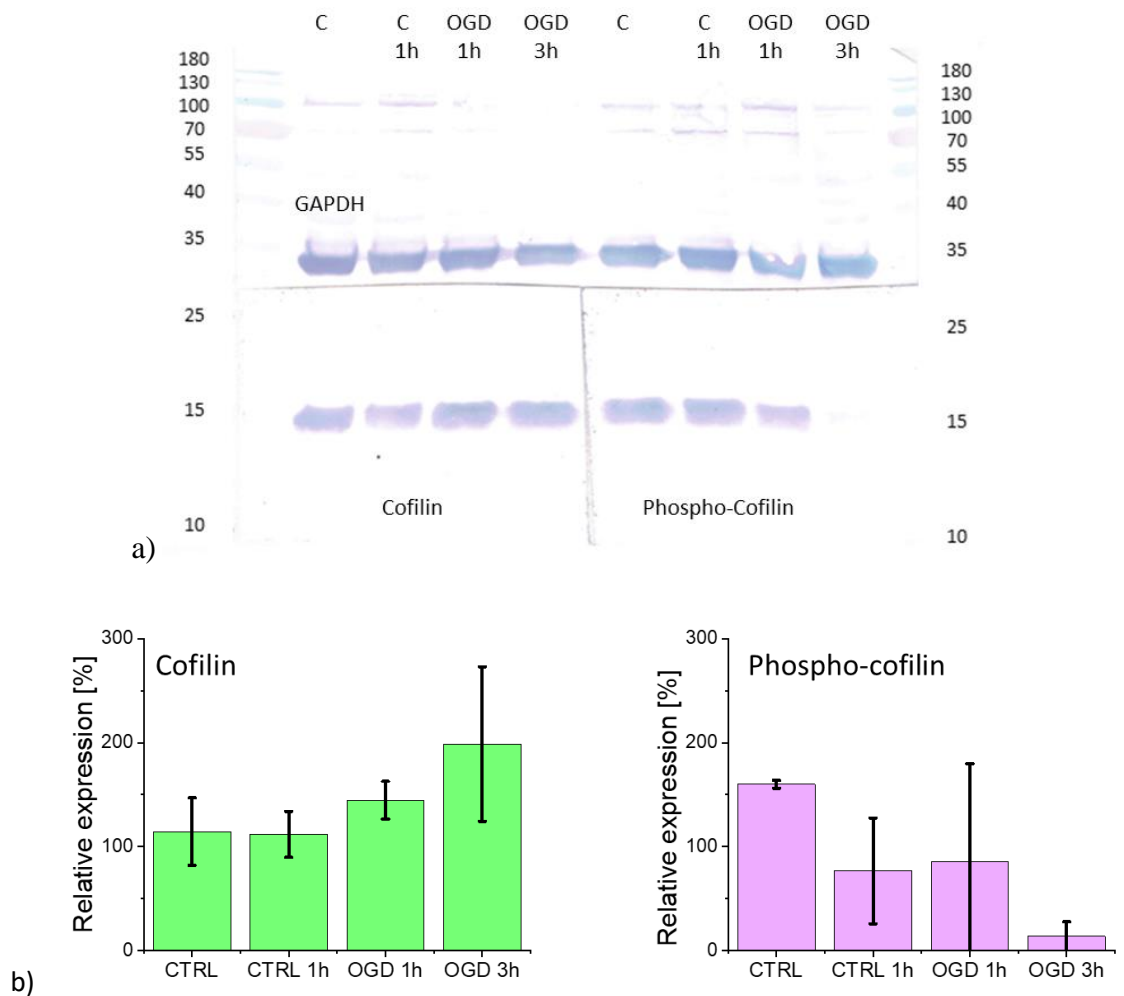 C C OGD OGD C C OGD OGD
1h 1h 3h 1h 1h 3h
180 180
130 130
100 100
70 70
55 55
40 40
GAPDH
35 35
25 25
15 15
Cofilin Phospho-Cofilin
10 10
a)
300
200
100
0
Relative expression [%]
Cofilin
CTRL CTRL 1h OGD 1h OGD 3h
300
200
100
0
Relative expression [%]
Phospho-cofilin
CTRL CTRL 1h OGD 1h OGD 3h
b)